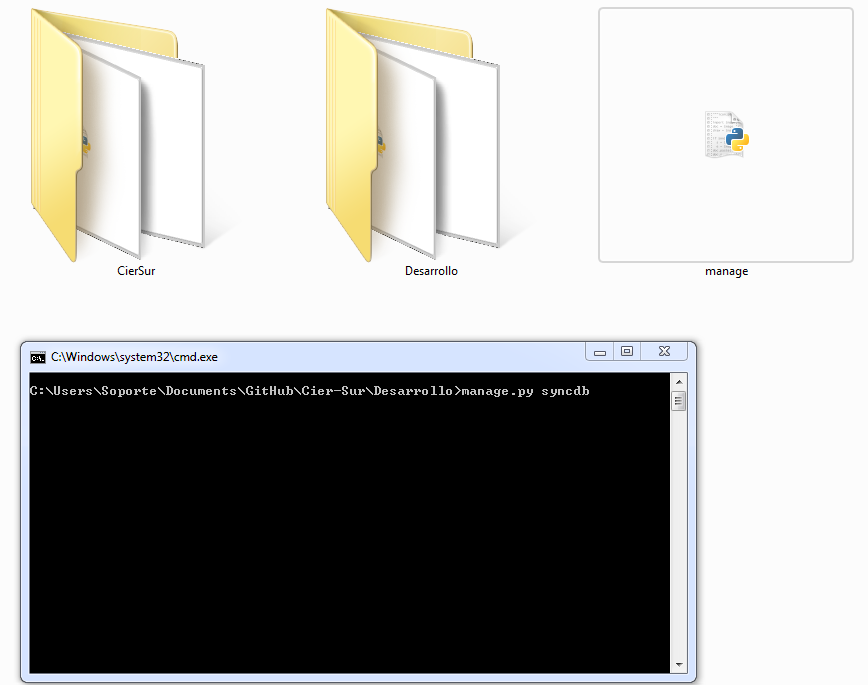 CierSur
Desarrollo
manage
C:\Windows\system32\cmd.exe
C:\Users\Soporte\Documents\GitHub\Cier-Sur\Desarrollo>manage.py syncdb